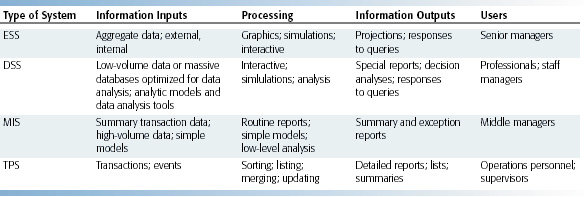 Type of System Information Inputs Processing Information Outputs Users
ESS Aggregate data; external, Graphics; simulations; Projections; responses Senior managers
internal interactive to queries
DSS Low-volume data or massive Interactive; Special reports; decision Professionals; staff
databases optimized for data simlulations; analysis analyses; responses managers
analysis; analytic models and to queries
data analysis tools
MIS Summary transaction data; Routine reports; Summary and exception Middle managers
high-volume data; simple simple models; reports
models low-level analysis
TPS Transactions; events Sorting; listing; Detailed reports; lists; Operations personnel;
merging; updating summaries supervisors